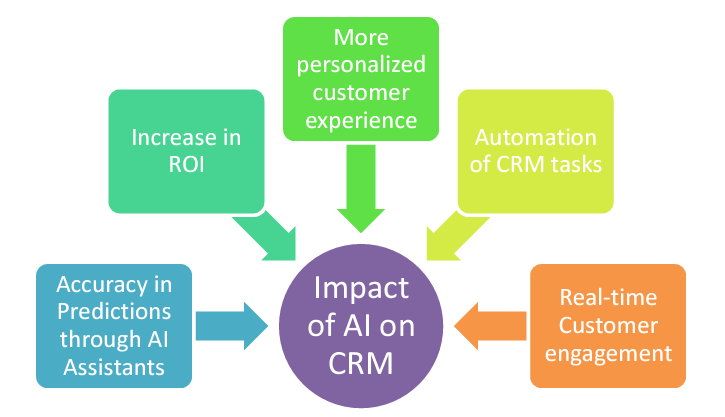 More
personalized
customer
experience
Increase in
ROI
Automation
of CRM tasks
Accuracy in
Predictions
through AI
Assistants
Impact
of AI on
CRM
Real-time
Customer
engagement